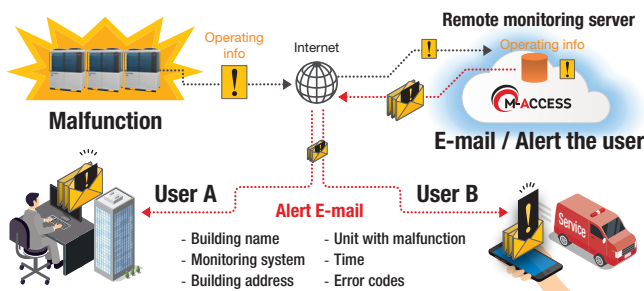 Operating
info
Malfunction
Internet
Remote monitoring server
Operating info
M-ACCESS
E-mail / Alert the user
User A
User B
Alert E-mail
- Building name
- Monitoring system
- Building address
- Unit with malfunction
- Time
- Error codes
Service